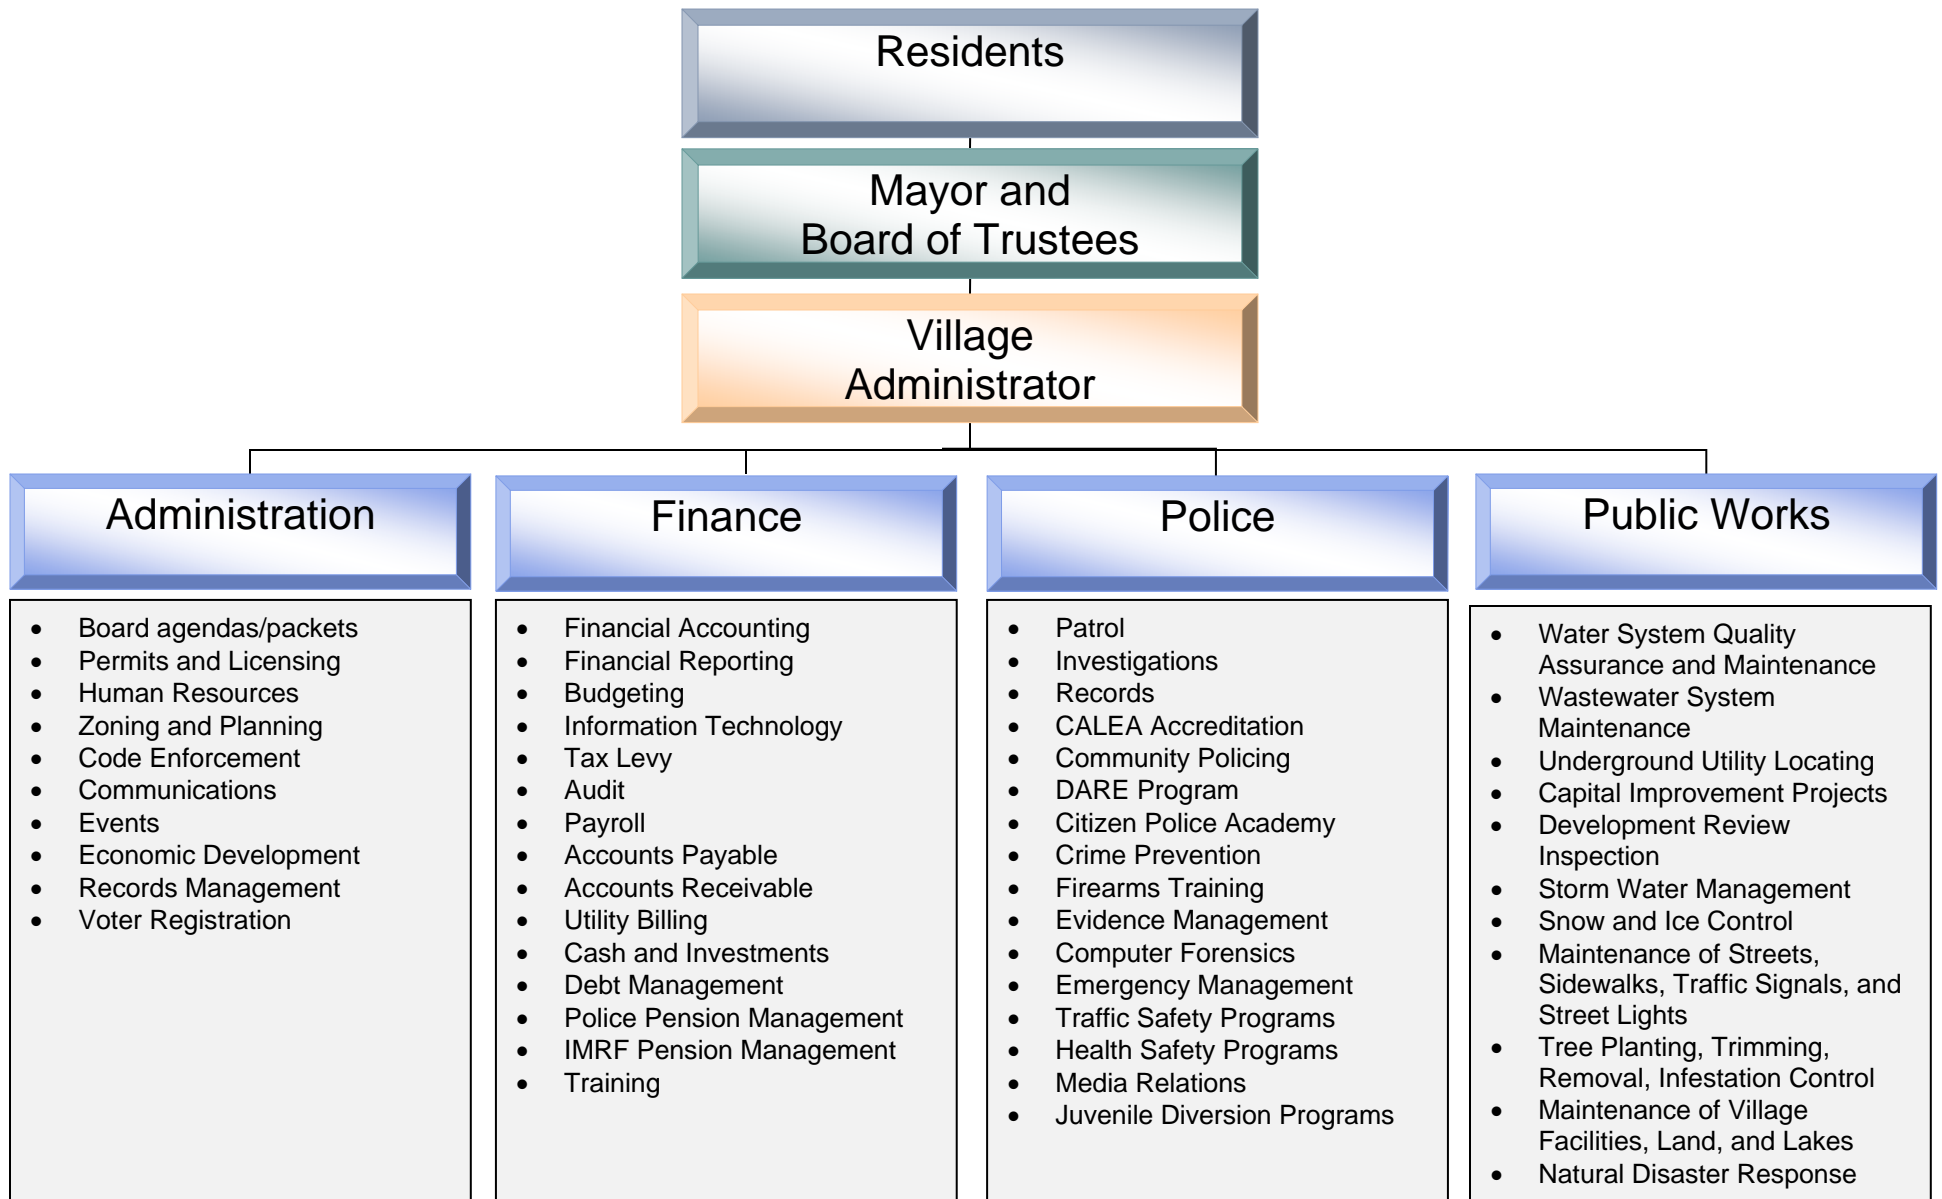 Residents
Mayor and
Board of Trustees
Village
Administrator
Administration
• Board agendas/packets
• Permits and Licensing
• Human Resources
• Zoning and Planning
• Code Enforcement
• Communications
• Events
• Economic Development
• Records Management
• Voter Registration
Finance
• Financial Accounting
• Financial Reporting
• Budgeting
• Information Technology
• Tax Levy
• Audit
• Payroll
• Accounts Payable
• Accounts Receivable
• Utility Billing
• Cash and Investments
• Debt Management
• Police Pension Management
• IMRF Pension Management
• Training
Police
• Patrol
• Investigations
• Records
• CALEA Accreditation
• Community Policing
• DARE Program
• Citizen Police Academy
• Crime Prevention
• Firearms Training
• Evidence Management
• Computer Forensics
• Emergency Management
• Traffic Safety Programs
• Health Safety Programs
• Media Relations
• Juvenile Diversion Programs
Public Works
• Water System Quality
Assurance and Maintenance
• Wastewater System
Maintenance
• Underground Utility Locating
• Capital Improvement Projects
• Development Review
Inspection
• Storm Water Management
• Snow and Ice Control
• Maintenance of Streets,
Sidewalks, Traffic Signals, and
Street Lights
• Tree Planting, Trimming,
Removal, Infestation Control
• Maintenance of Village
Facilities, Land, and Lakes
• Natural Disaster Response